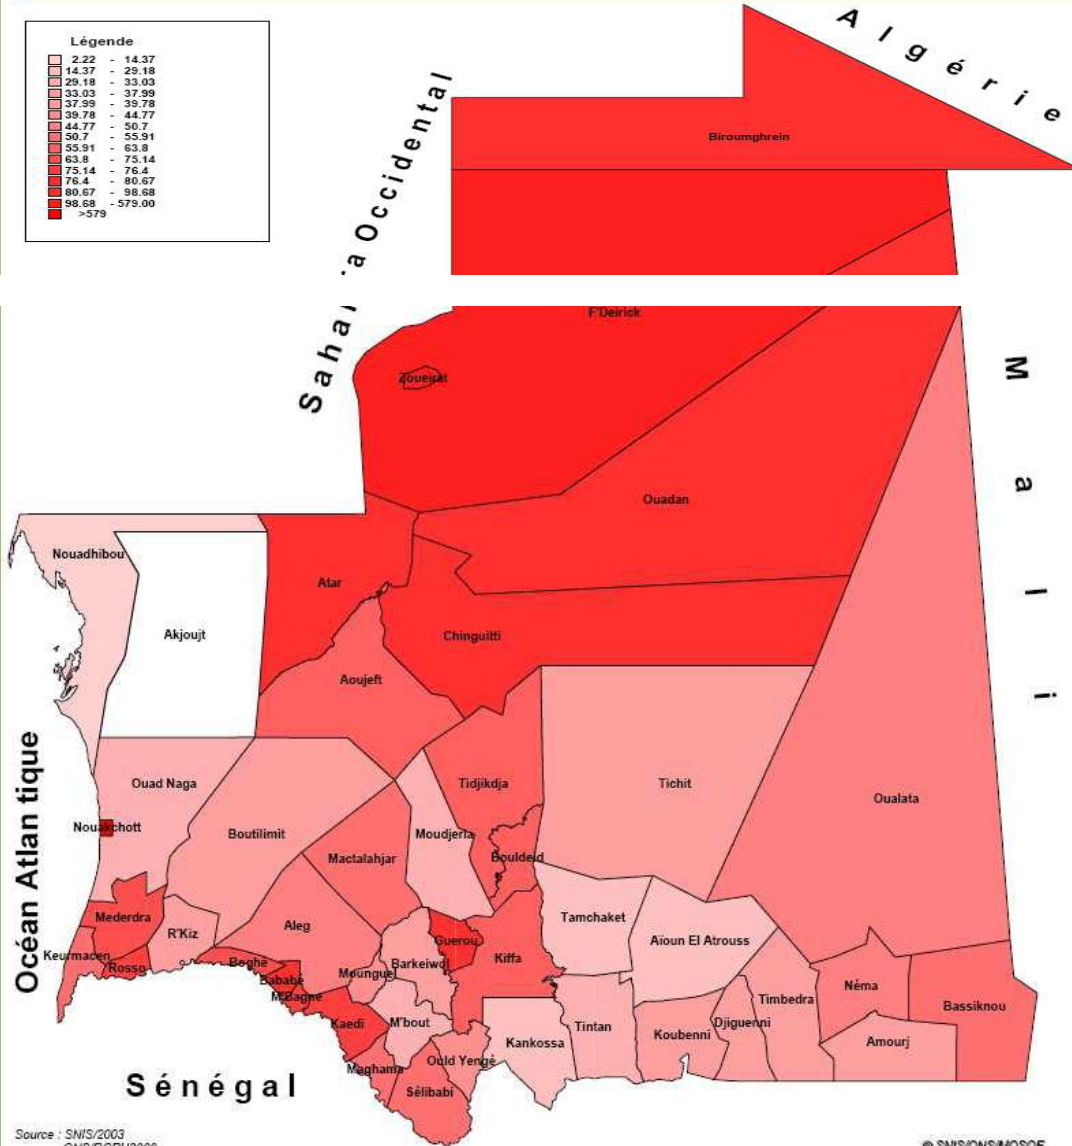 Légende
2.22 - 14.37
14.37 - 29.18
29.18 - 33.03
33.03 - 37.99
37.99 - 39.78
39.78 - 44.77
44.77 - 50.7
50.7 - 55.91
55.91 - 63.8
63.8 - 75.14
75.14 - 76.4
76.4 - 80.67
80.67 - 98.68
98.68 - 579.00
>579
Algérie
Sahara Occidental
Biroumghrein
F'Deirick
Zoueirat
Mali
Ouadan
Nouadhibou
Atar
Akjoujt
Chinguitti
Aoujeft
Océan Atlantique
Ouad Naga
Tidjikdja
Tichit
Oualata
Nouakchott
Boutilimit
Moudjeria
Mactalahjar
Bouldeid
Mederdra
R'Kiz
Aleg
Tamchaket
Guerou
Aïoun El Atrouss
Keurmacen
Rosso
Boghe
Mounguel
Barkeiwol
Kiffa
Bababé
M'Bagne
Néma
Bassiknou
Timbedra
Kaedi
M'bout
Tintan
Koubenni
Djiguenni
Kankossa
Amourj
Maghama
Ould Yengé
Sélibabi
Sénégal
Source : SNIS/2003
© SNIS/ONS/MOSOF